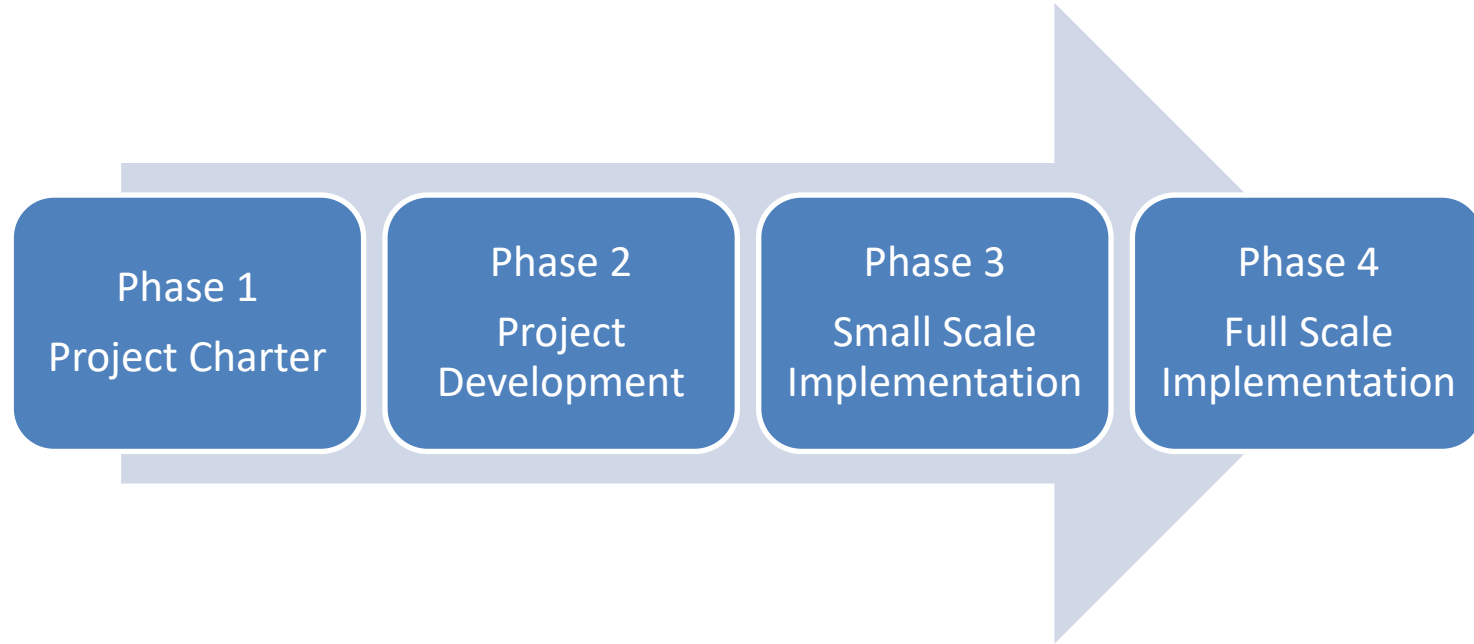 Phase 1
Project Charter
Phase 2
Project
Development
Phase 3
Small Scale
Implementation
Phase 4
Full Scale
Implementation